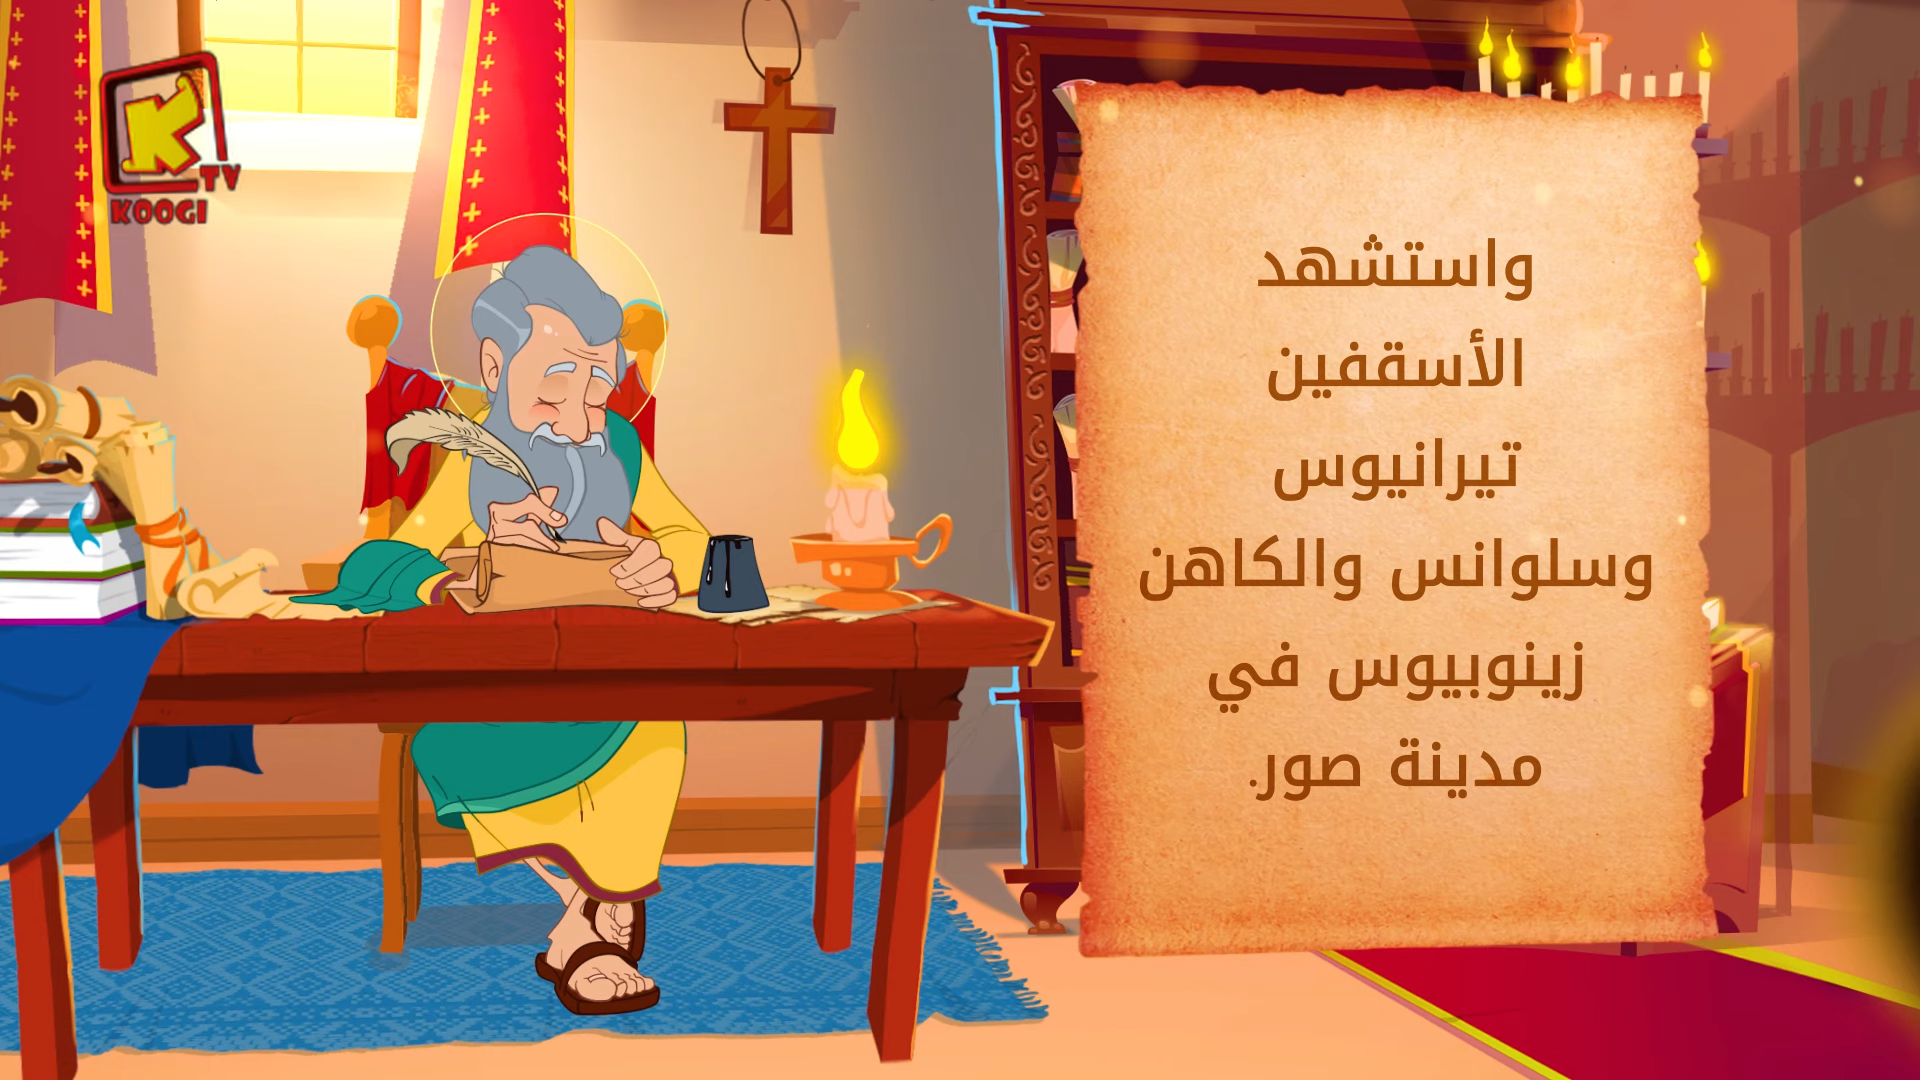 K
TV
KOOGI
واستشهد
الأسقفين
تيرانيوس
وسلوانس والكاهن
زينوبيوس في
مدينة صور.